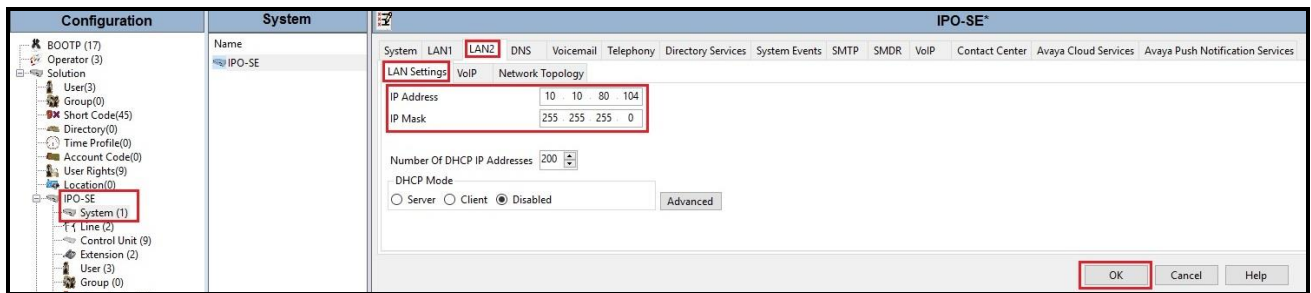 Configuration
BOOTP (17)
Operator (3)
Solution
User(3)
Group(0)
Short Code(45)
Directory(0)
Time Profile(0)
Account Code(0)
User Rights(9)
Location(0)
IPO-SE
System (1)
Line (2)
Control Unit (9)
Extension (2)
User (3)
Group (0)
System
Name
IPO-SE
IPO-SE*
System LAN1 LAN2 DNS Voicemail Telephony Directory Services System Events SMTP SMDR VoIP Contact Center Avaya Cloud Services Avaya Push Notification Services
LAN Settings VoIP Network Topology
IP Address 10 . 10 . 80 . 104
IP Mask 255 . 255 . 255 . 0
Number Of DHCP IP Addresses 200
DHCP Mode
Server Client Disabled Advanced
OK Cancel Help